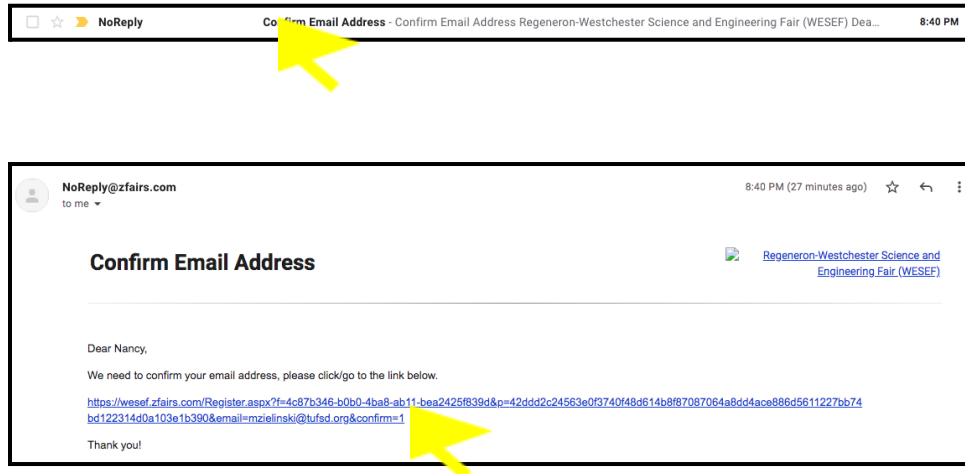 NoReply Confirm Email Address - Confirm Email Address Regeneron-Westchester Science and Engineering Fair (WESEF) Dea... 8:40 PM
NoReply@zfairs.com 8:40 PM (27 minutes ago)
to me
Confirm Email Address
Regeneron-Westchester Science and
Engineering Fair (WESEF)
Dear Nancy,
We need to confirm your email address, please click/go to the link below.
https://wesef.zfairs.com/Register.aspx?f=4c87b346-b0b0-4ba8-ab11-bea2425f839d&p=42ddd2c24563e0f3740f48d614b8f87087064a8dd4ace886d5611227bb74
bd122314d0a103e1b390&email=mzielinski@tufsd.org&confirm=1
Thank you!